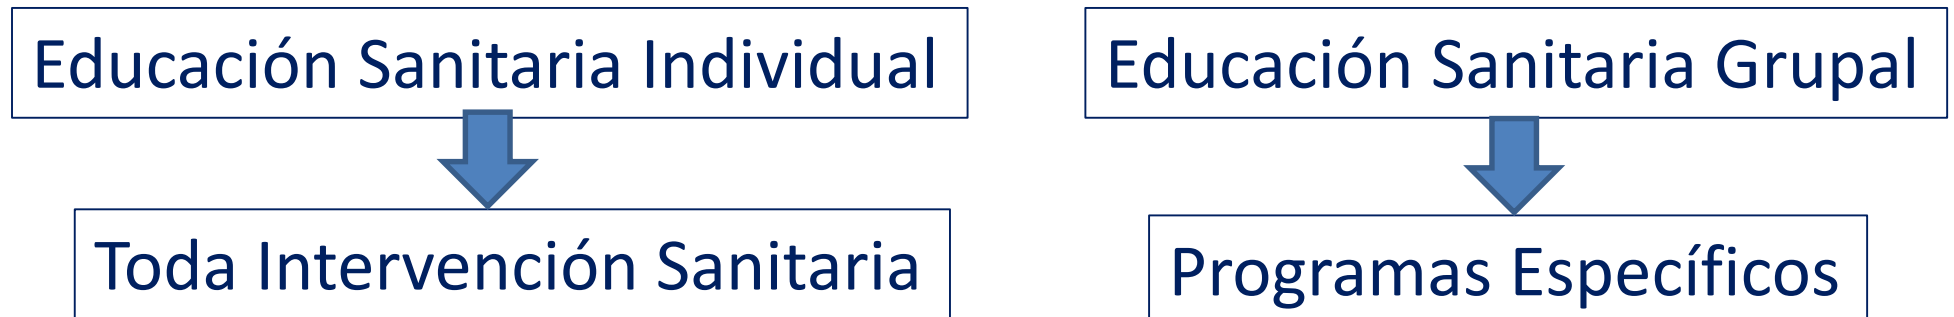 Educación Sanitaria Individual
Educación Sanitaria Grupal
Toda Intervención Sanitaria
Programas Específicos